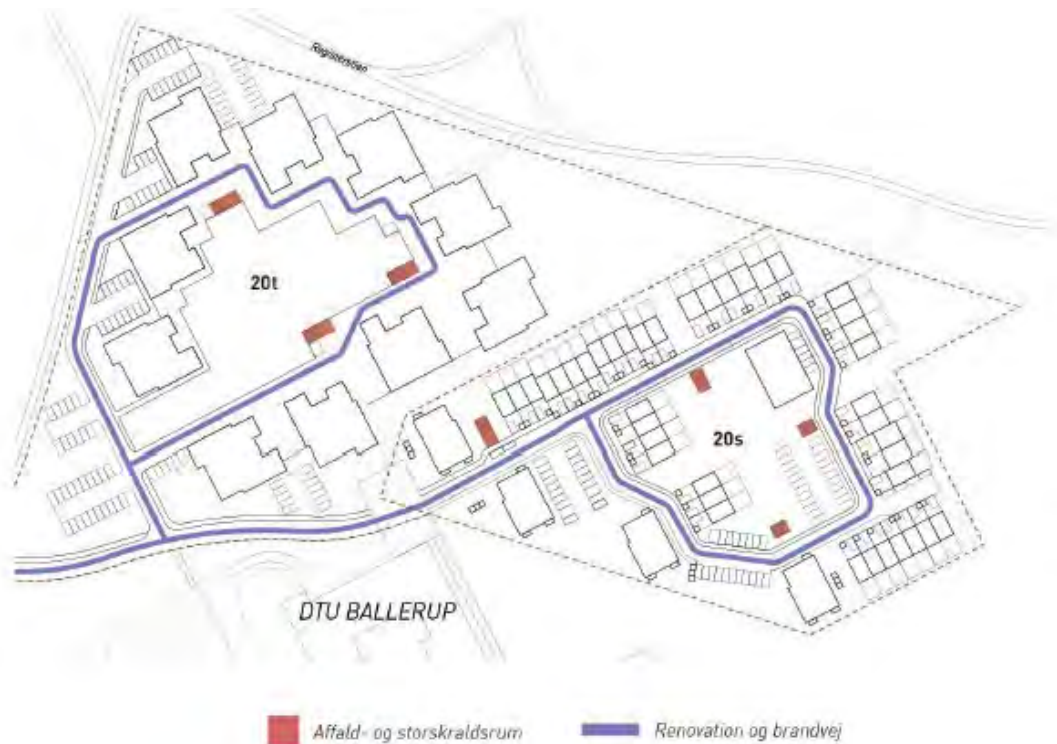 20t
20s
DTU BALLERUP
Affald- og storskraldsrum
Renovation og brandvej